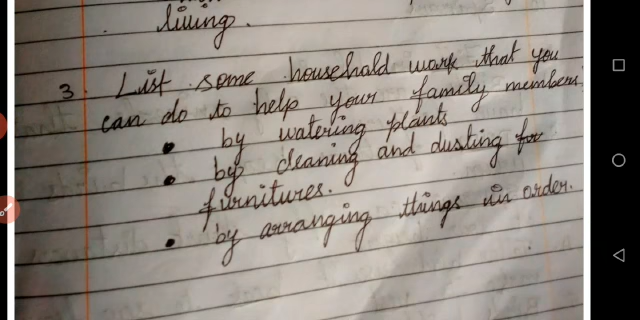 living.
3. List some household work that you
can do to help your family members
• by watering plants
• by cleaning and dusting for
furnitures.
• by arranging things in order.